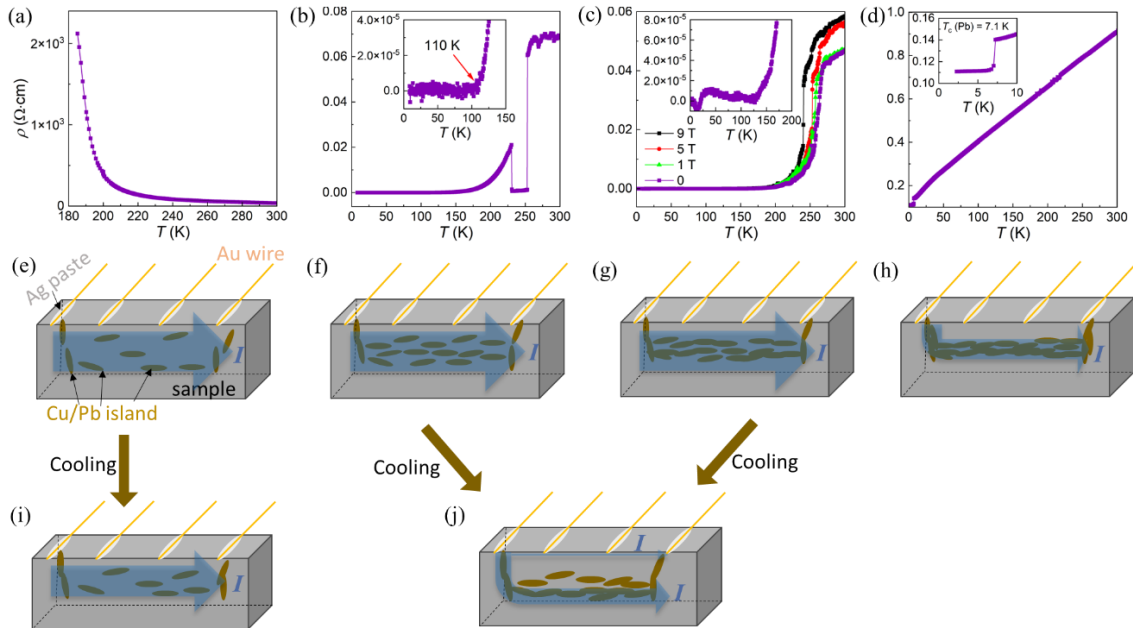 (a)
2×10³
1×10³
0
ρ (Ω cm)
180 200 220 240 260 280 300
T (K)
(b)
0.08
0.06
0.04
0.02
0.00
0 50 100 150 200 250 300
T (K)
4.0×10⁻⁵
2.0×10⁻⁵
0.0
110 K
0 50 100 150
T (K)
(c)
0.06
0.04
0.02
0.00
0 50 100 150 200 250 300
T (K)
8.0×10⁻⁵
6.0×10⁻⁵
4.0×10⁻⁵
2.0×10⁻⁵
0
0 50 100 150
T (K)
9 T
5 T
1 T
0
(d)
1.0
0.8
0.6
0.4
0.2
0 50 100 150 200 250 300
T (K)
0.16
0.14
0.12
0.10
Tc (Pb) = 7.1 K
0 5 10
T (K)
(e)
Ag paste
Au wire
I
sample
Cu/Pb island
(f)
I
(g)
I
(h)
I
Cooling
Cooling
Cooling
(i)
I
(j)
I
I